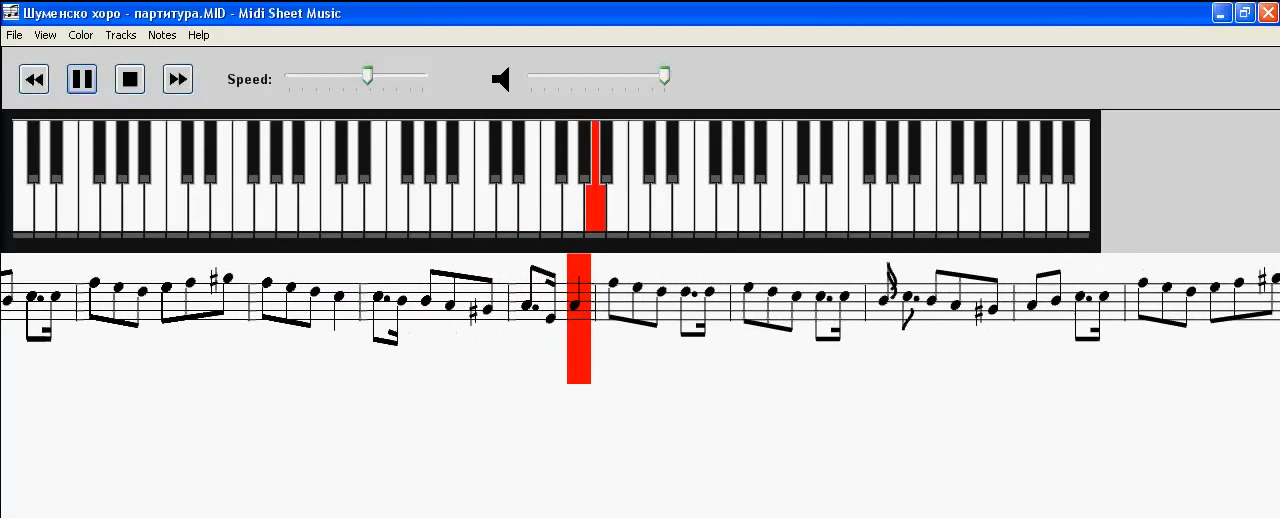 Шуменско хоро - партитура.MID - Midi Sheet Music
File View Color Tracks Notes Help
Speed: